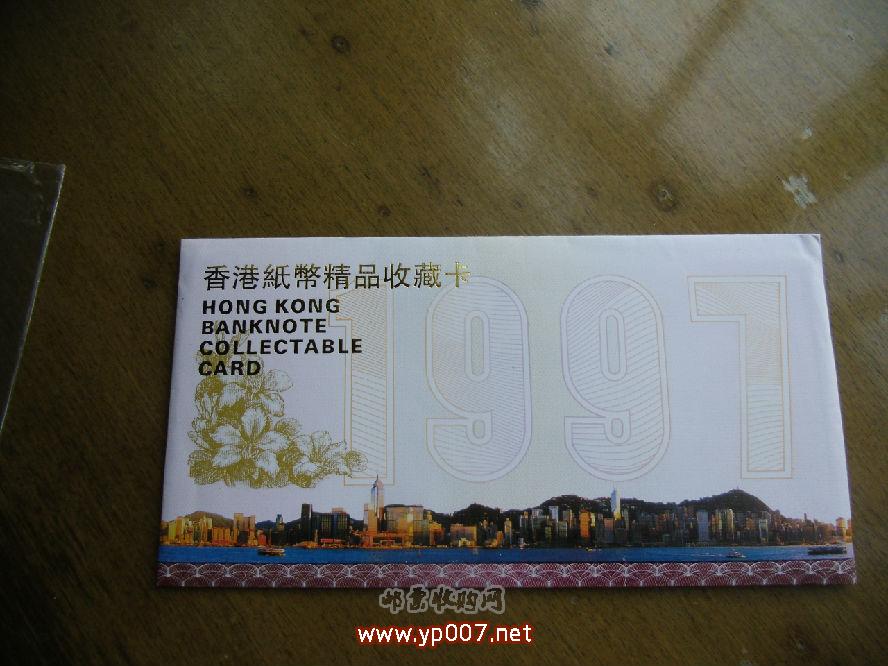 香港紙幣精品收藏卡
HONG KONG
BANKNOTE
COLLECTABLE
CARD
1997
邮票收购网
www.yp007.net